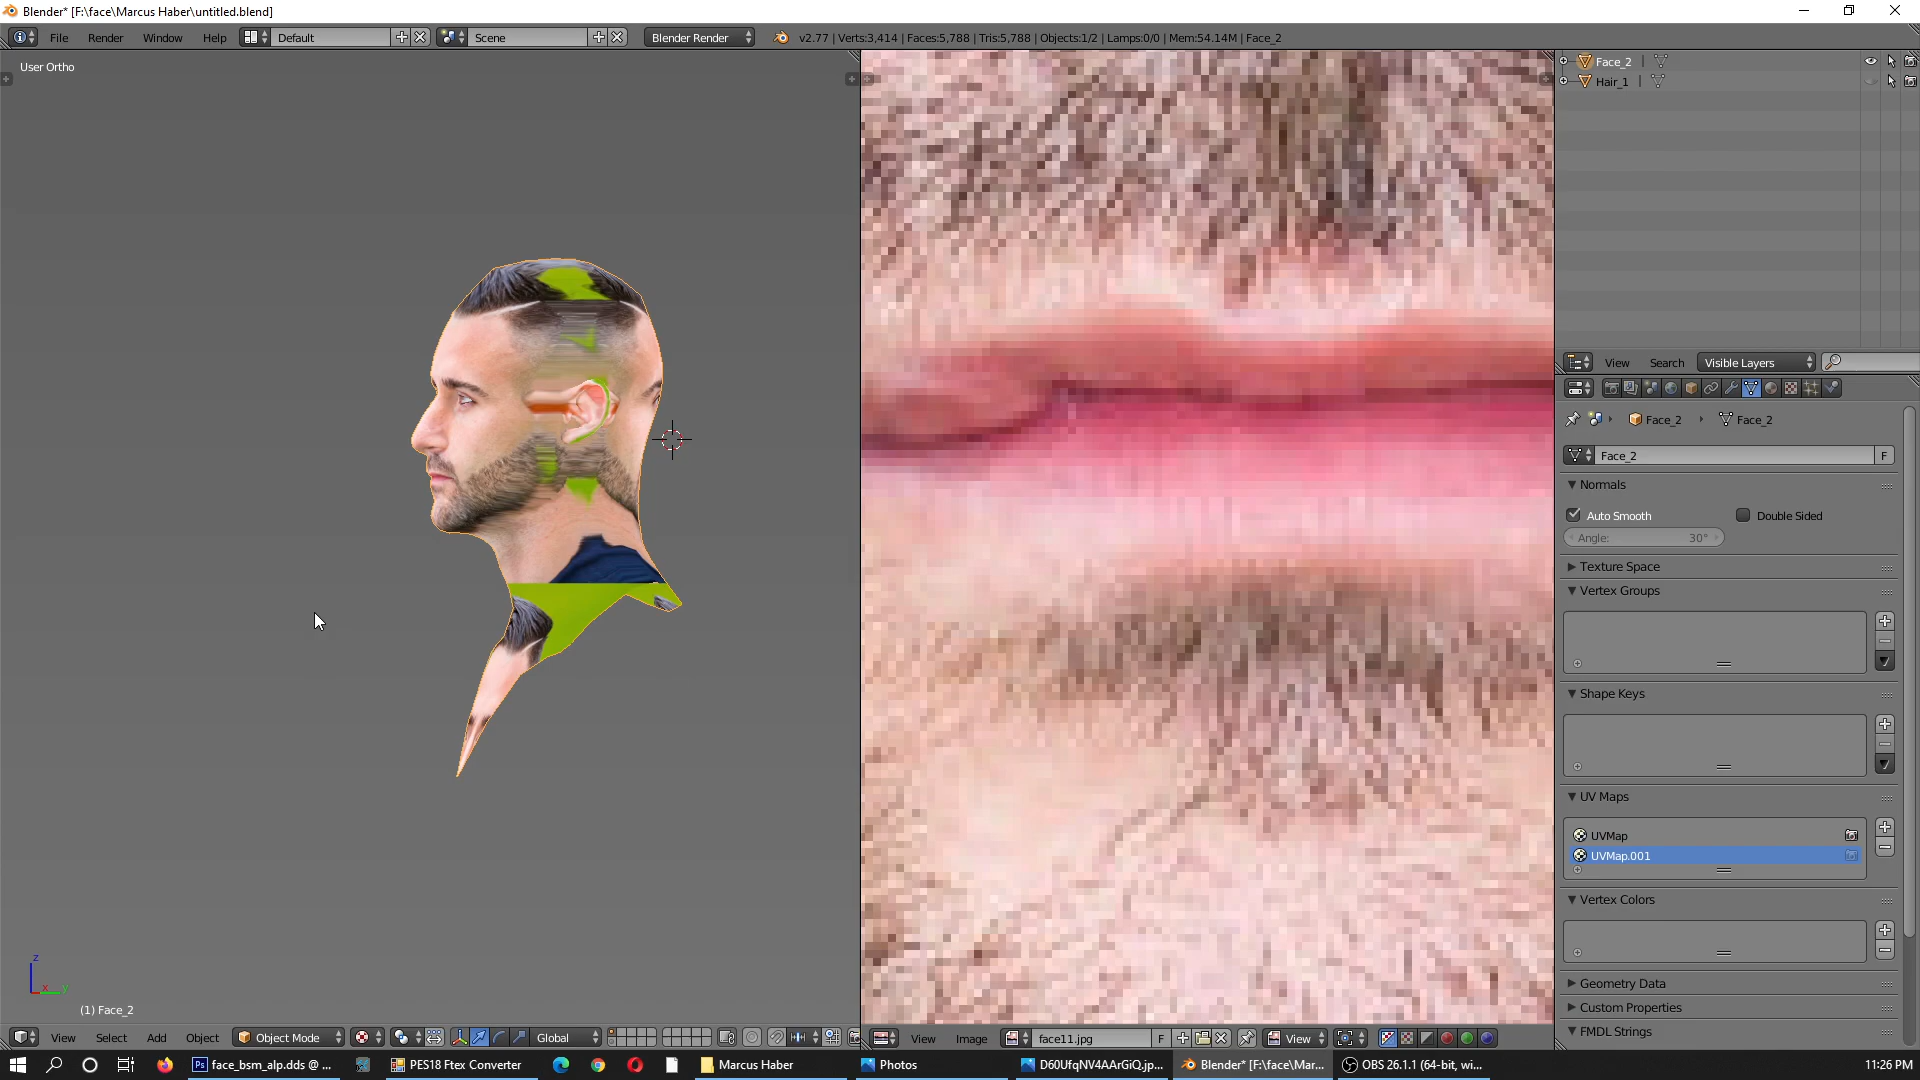 Blender* [F:\face\Marcus Haber\untitled.blend]
File Render Window Help Default Scene Blender Render v2.77 | Verts:3,414 | Faces:5,788 | Tris:5,788 | Objects:1/2 | Lamps:0/0 | Mem:54.14M | Face_2
User Ortho
Face_2
Hair_1
View Search Visible Layers
Face_2 Face_2
Face_2 F
Normals
Auto Smooth Double Sided
Angle: 30°
Texture Space
Vertex Groups
Shape Keys
UV Maps
UVMap
UVMap.001
Vertex Colors
Geometry Data
Custom Properties
FMDL Strings
z
x y
(1) Face_2
View Select Add Object Object Mode Global
View Image face11.jpg F View
Ps face_bsm_alp.dds @ ... PES18 Ftex Converter Marcus Haber Photos D60UfqNV4AArGiQ.jp... Blender* [F:\face\Mar... OBS 26.1.1 (64-bit, wi... 11:26 PM